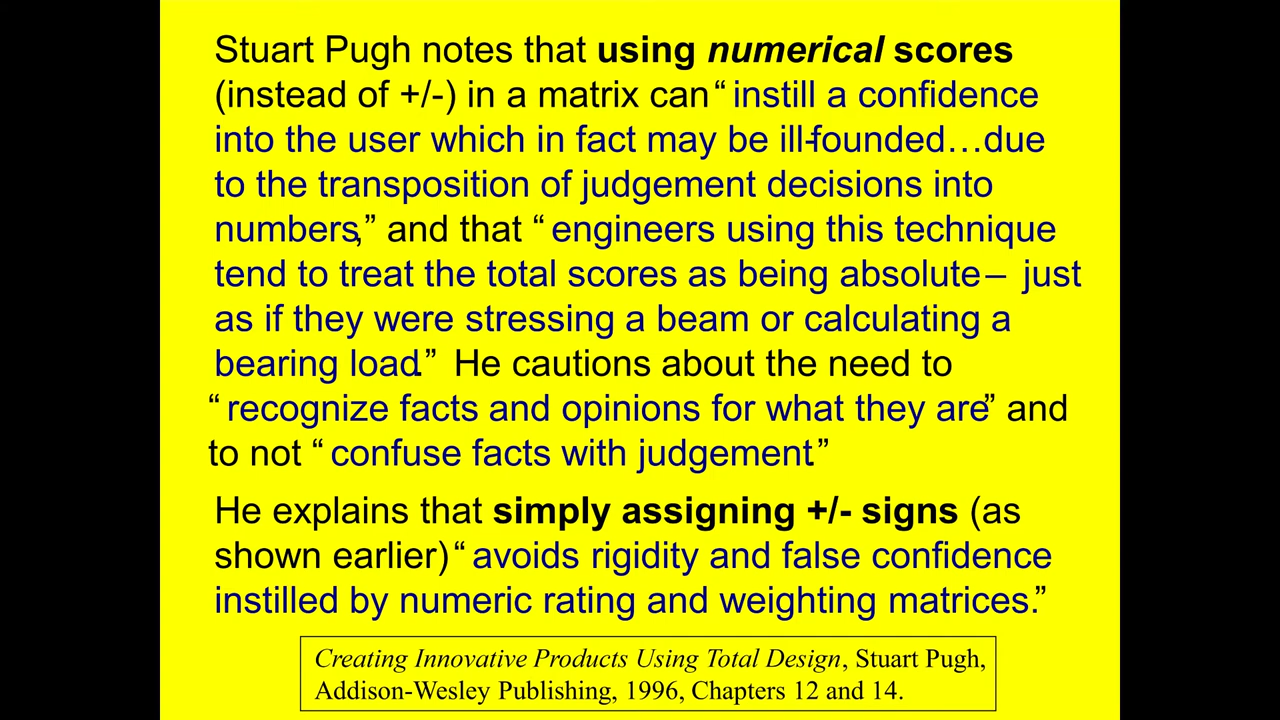 Stuart Pugh notes that using numerical scores
(instead of +/-) in a matrix can “instill a confidence
into the user which in fact may be ill-founded…due
to the transposition of judgement decisions into
numbers,” and that “engineers using this technique
tend to treat the total scores as being absolute – just
as if they were stressing a beam or calculating a
bearing load.” He cautions about the need to
“recognize facts and opinions for what they are” and
to not “confuse facts with judgement.”
He explains that simply assigning +/- signs (as
shown earlier) “avoids rigidity and false confidence
instilled by numeric rating and weighting matrices.”
Creating Innovative Products Using Total Design, Stuart Pugh,
Addison-Wesley Publishing, 1996, Chapters 12 and 14.